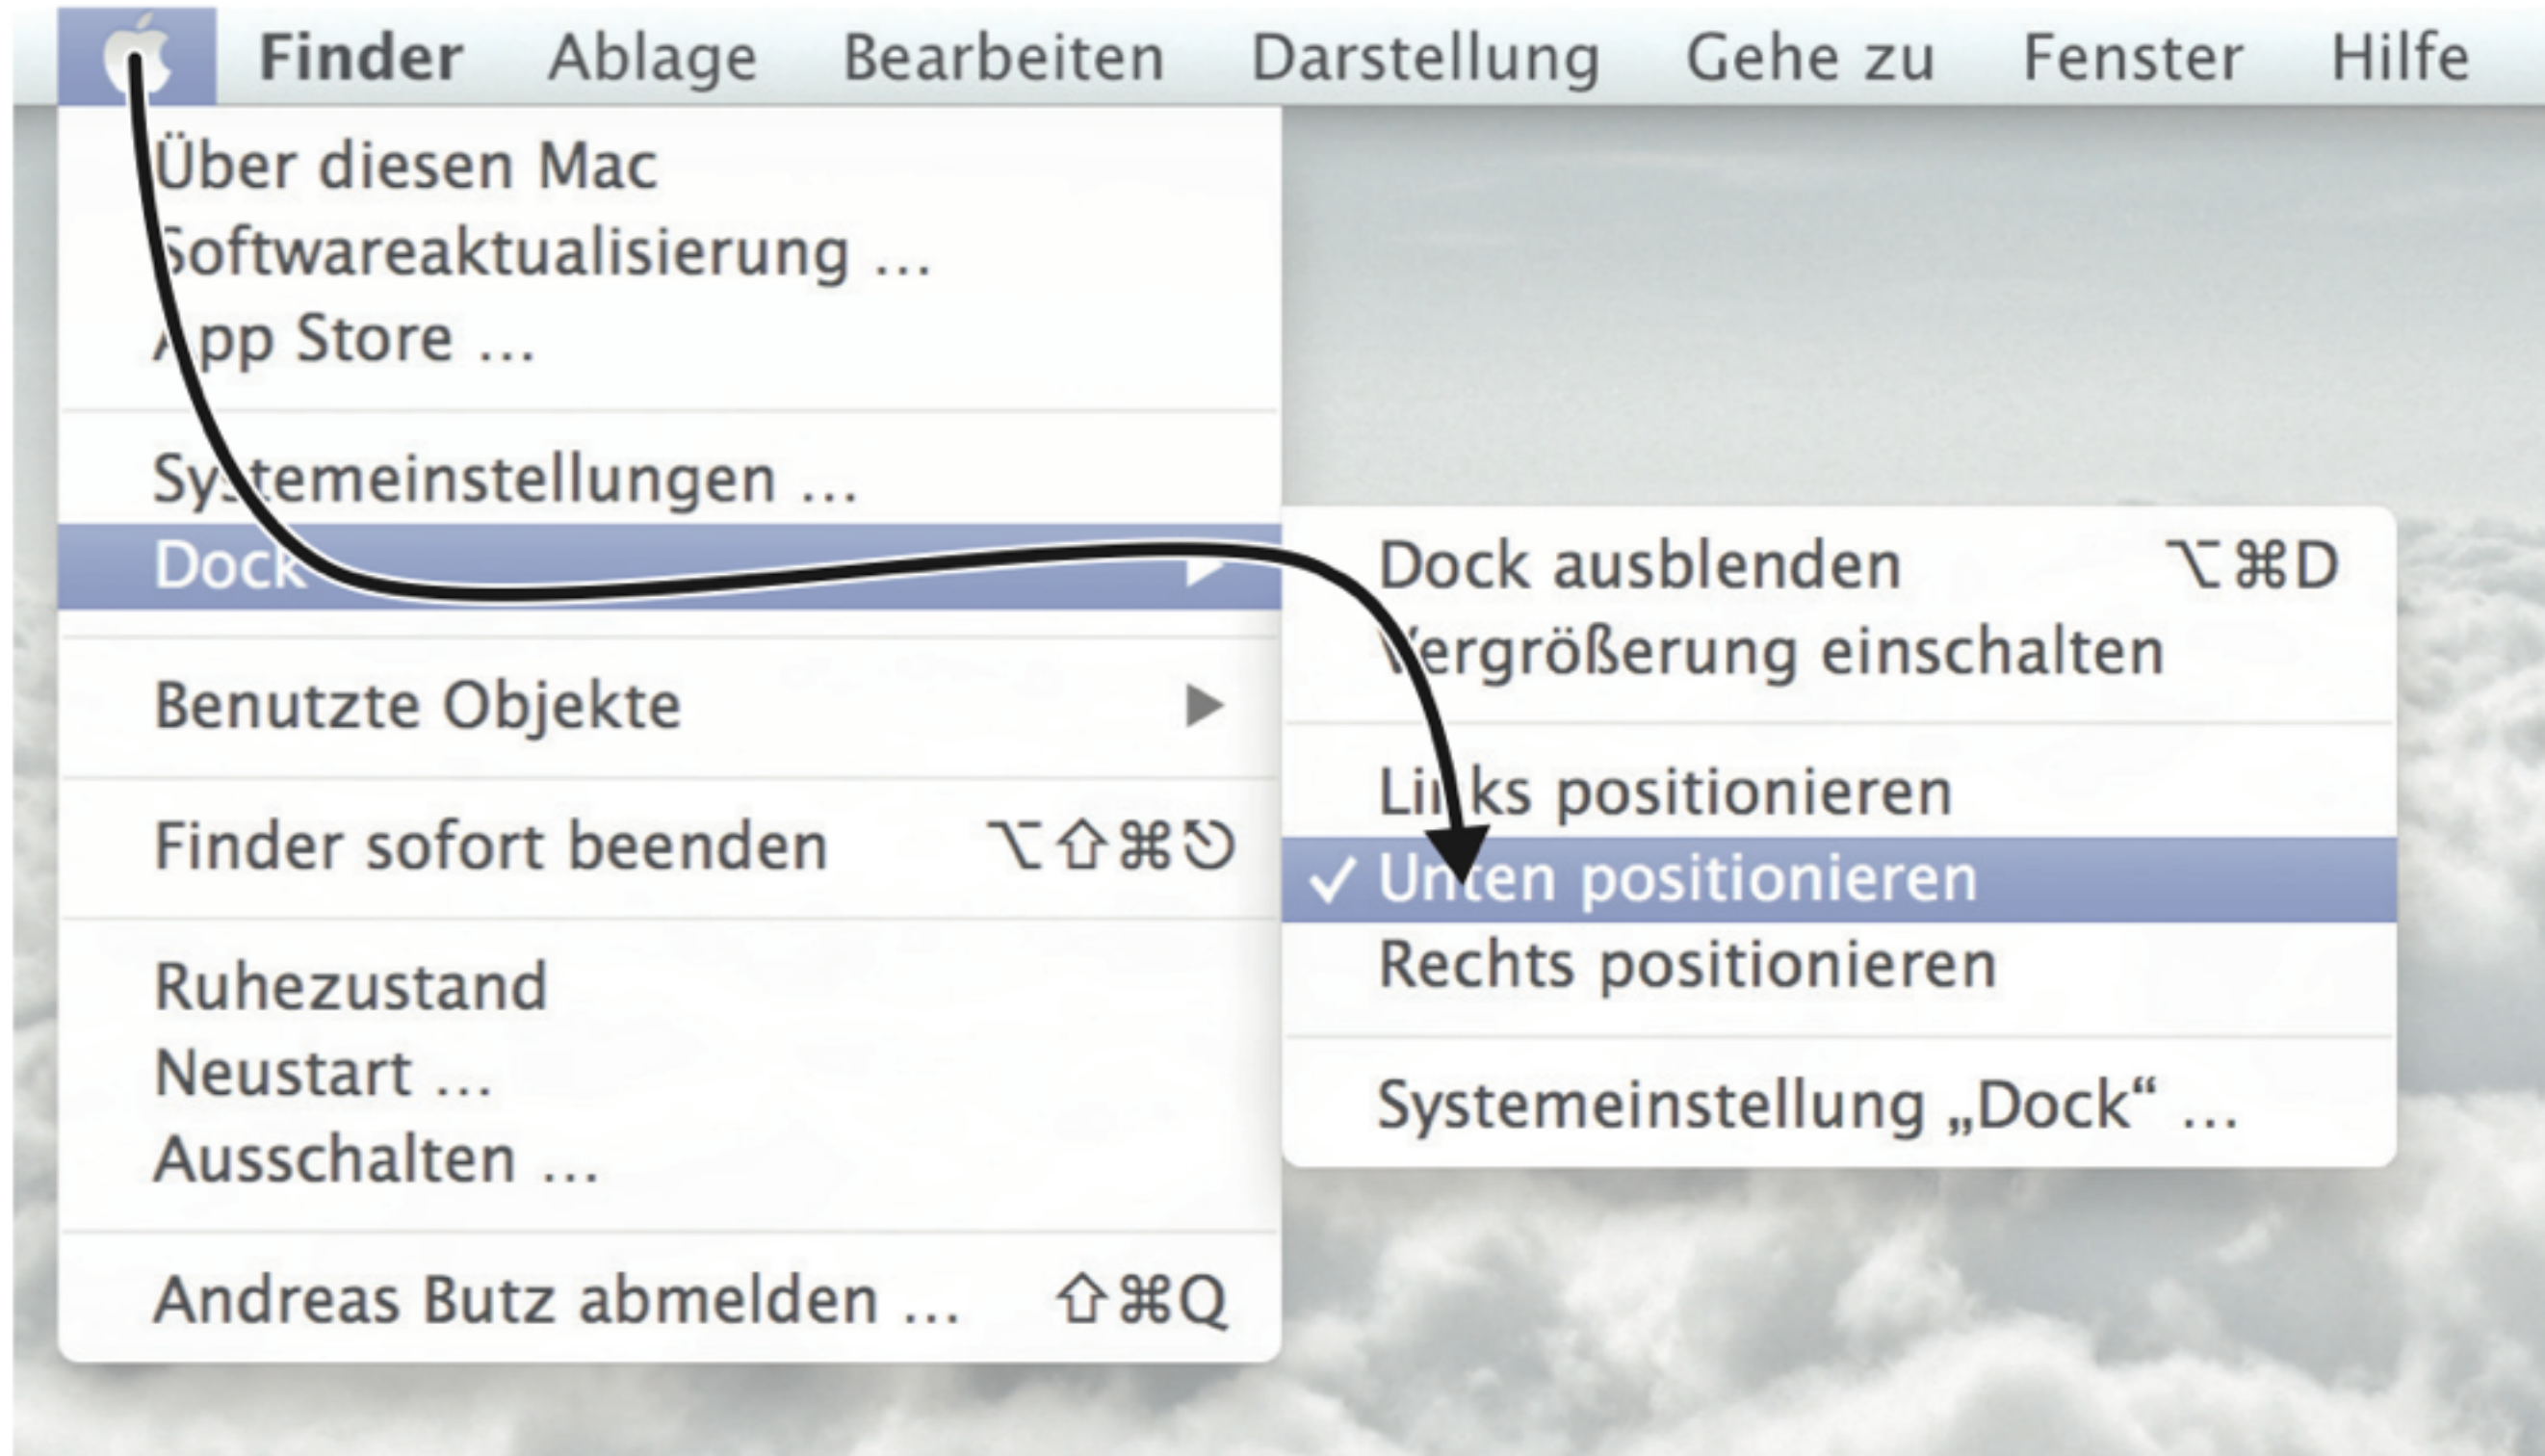 Finder Ablage Bearbeiten Darstellung Gehe zu Fenster Hilfe
Über diesen Mac
Softwareaktualisierung …
App Store …
Systemeinstellungen …
Dock
Benutzte Objekte
Finder sofort beenden ⌥⇧⌘⎋
Ruhezustand
Neustart …
Ausschalten …
Andreas Butz abmelden … ⇧⌘Q
Dock ausblenden ⌥⌘D
Vergrößerung einschalten
Links positionieren
✓ Unten positionieren
Rechts positionieren
Systemeinstellung „Dock“ …